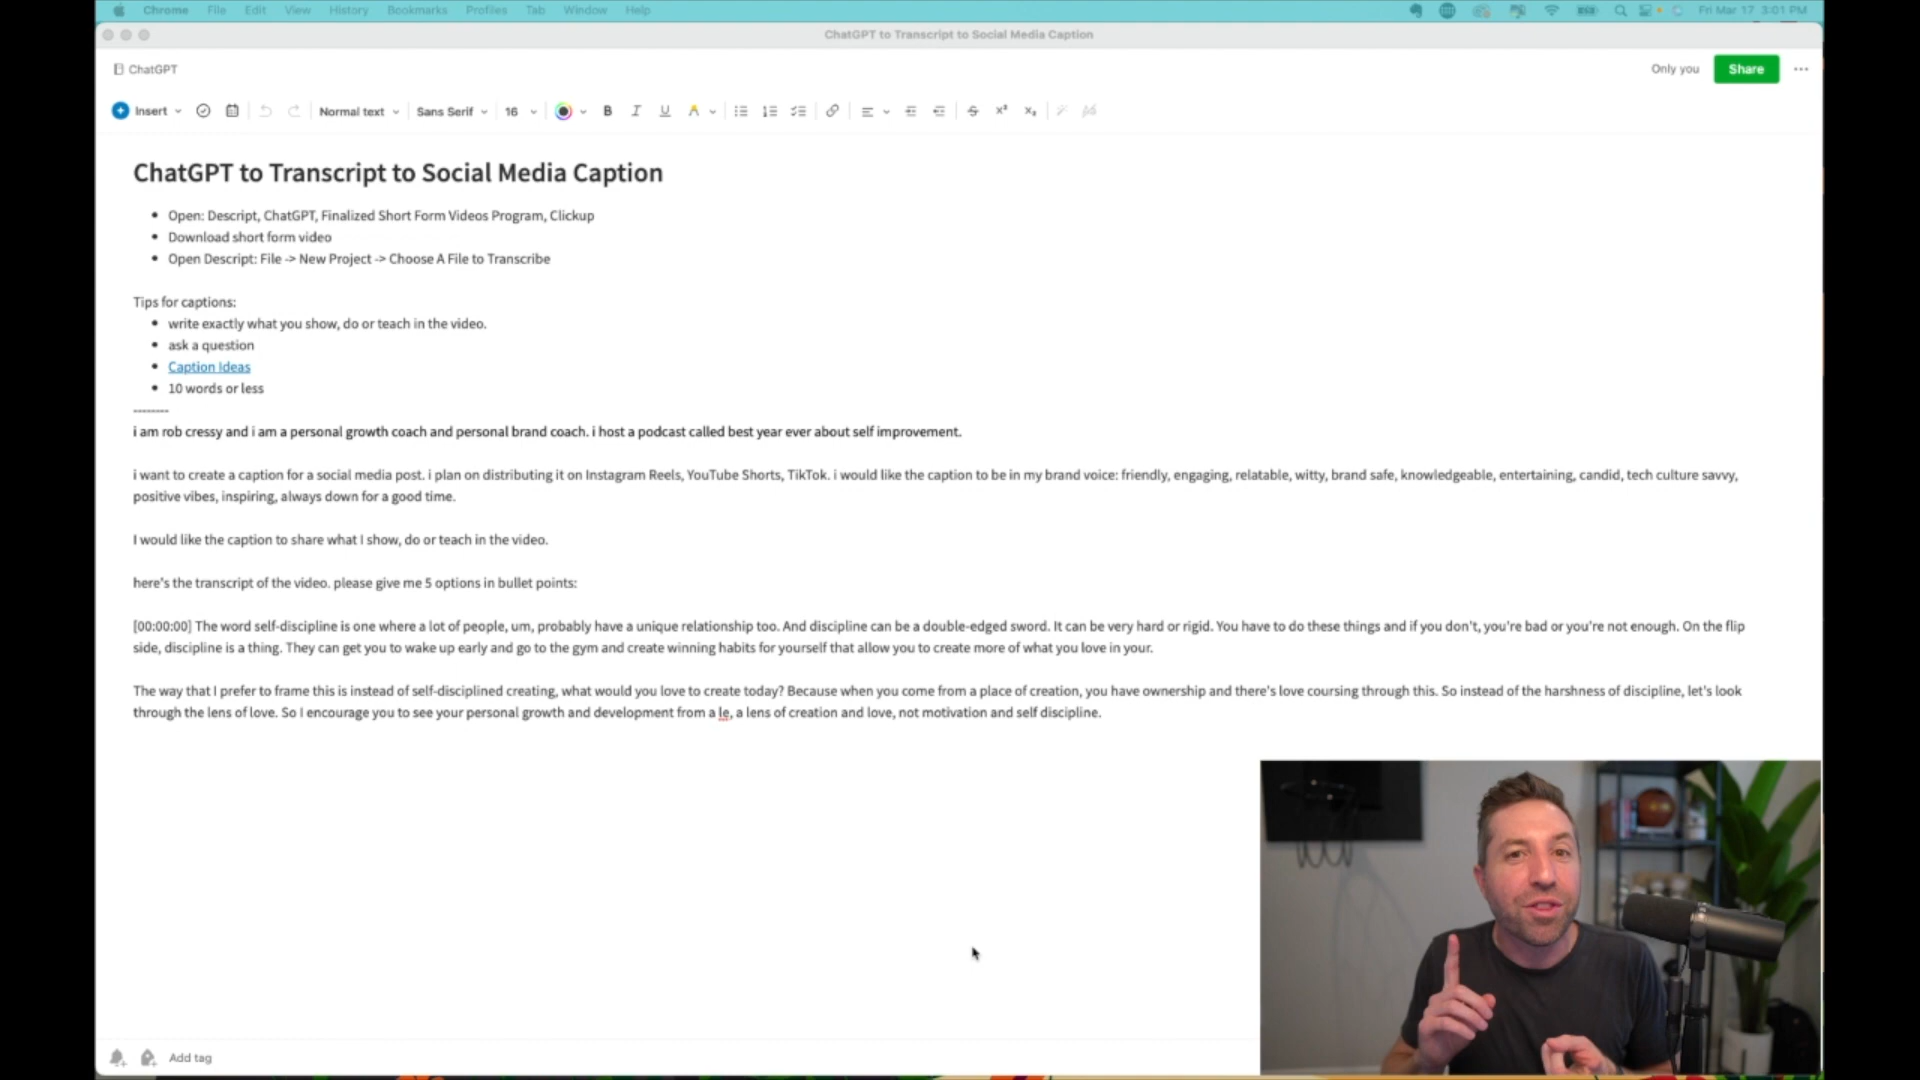 Chrome File Edit View History Bookmarks Profiles Tab Window Help Fri Mar 17 3:01 PM
ChatGPT to Transcript to Social Media Caption
ChatGPT Only you Share
Insert Normal text Sans Serif 16 B I U A
ChatGPT to Transcript to Social Media Caption
• Open: Descript, ChatGPT, Finalized Short Form Videos Program, Clickup
• Download short form video
• Open Descript: File -> New Project -> Choose A File to Transcribe
Tips for captions:
• write exactly what you show, do or teach in the video.
• ask a question
• Caption Ideas
• 10 words or less
--------
i am rob cressy and i am a personal growth coach and personal brand coach. i host a podcast called best year ever about self improvement.
i want to create a caption for a social media post. i plan on distributing it on Instagram Reels, YouTube Shorts, TikTok. i would like the caption to be in my brand voice: friendly, engaging, relatable, witty, brand safe, knowledgeable, entertaining, candid, tech culture savvy,
positive vibes, inspiring, always down for a good time.
I would like the caption to share what I show, do or teach in the video.
here's the transcript of the video. please give me 5 options in bullet points:
[00:00:00] The word self-discipline is one where a lot of people, um, probably have a unique relationship too. And discipline can be a double-edged sword. It can be very hard or rigid. You have to do these things and if you don't, you're bad or you're not enough. On the flip
side, discipline is a thing. They can get you to wake up early and go to the gym and create winning habits for yourself that allow you to create more of what you love in your.
The way that I prefer to frame this is instead of self-disciplined creating, what would you love to create today? Because when you come from a place of creation, you have ownership and there's love coursing through this. So instead of the harshness of discipline, let's look
through the lens of love. So I encourage you to see your personal growth and development from a le, a lens of creation and love, not motivation and self discipline.
Add tag